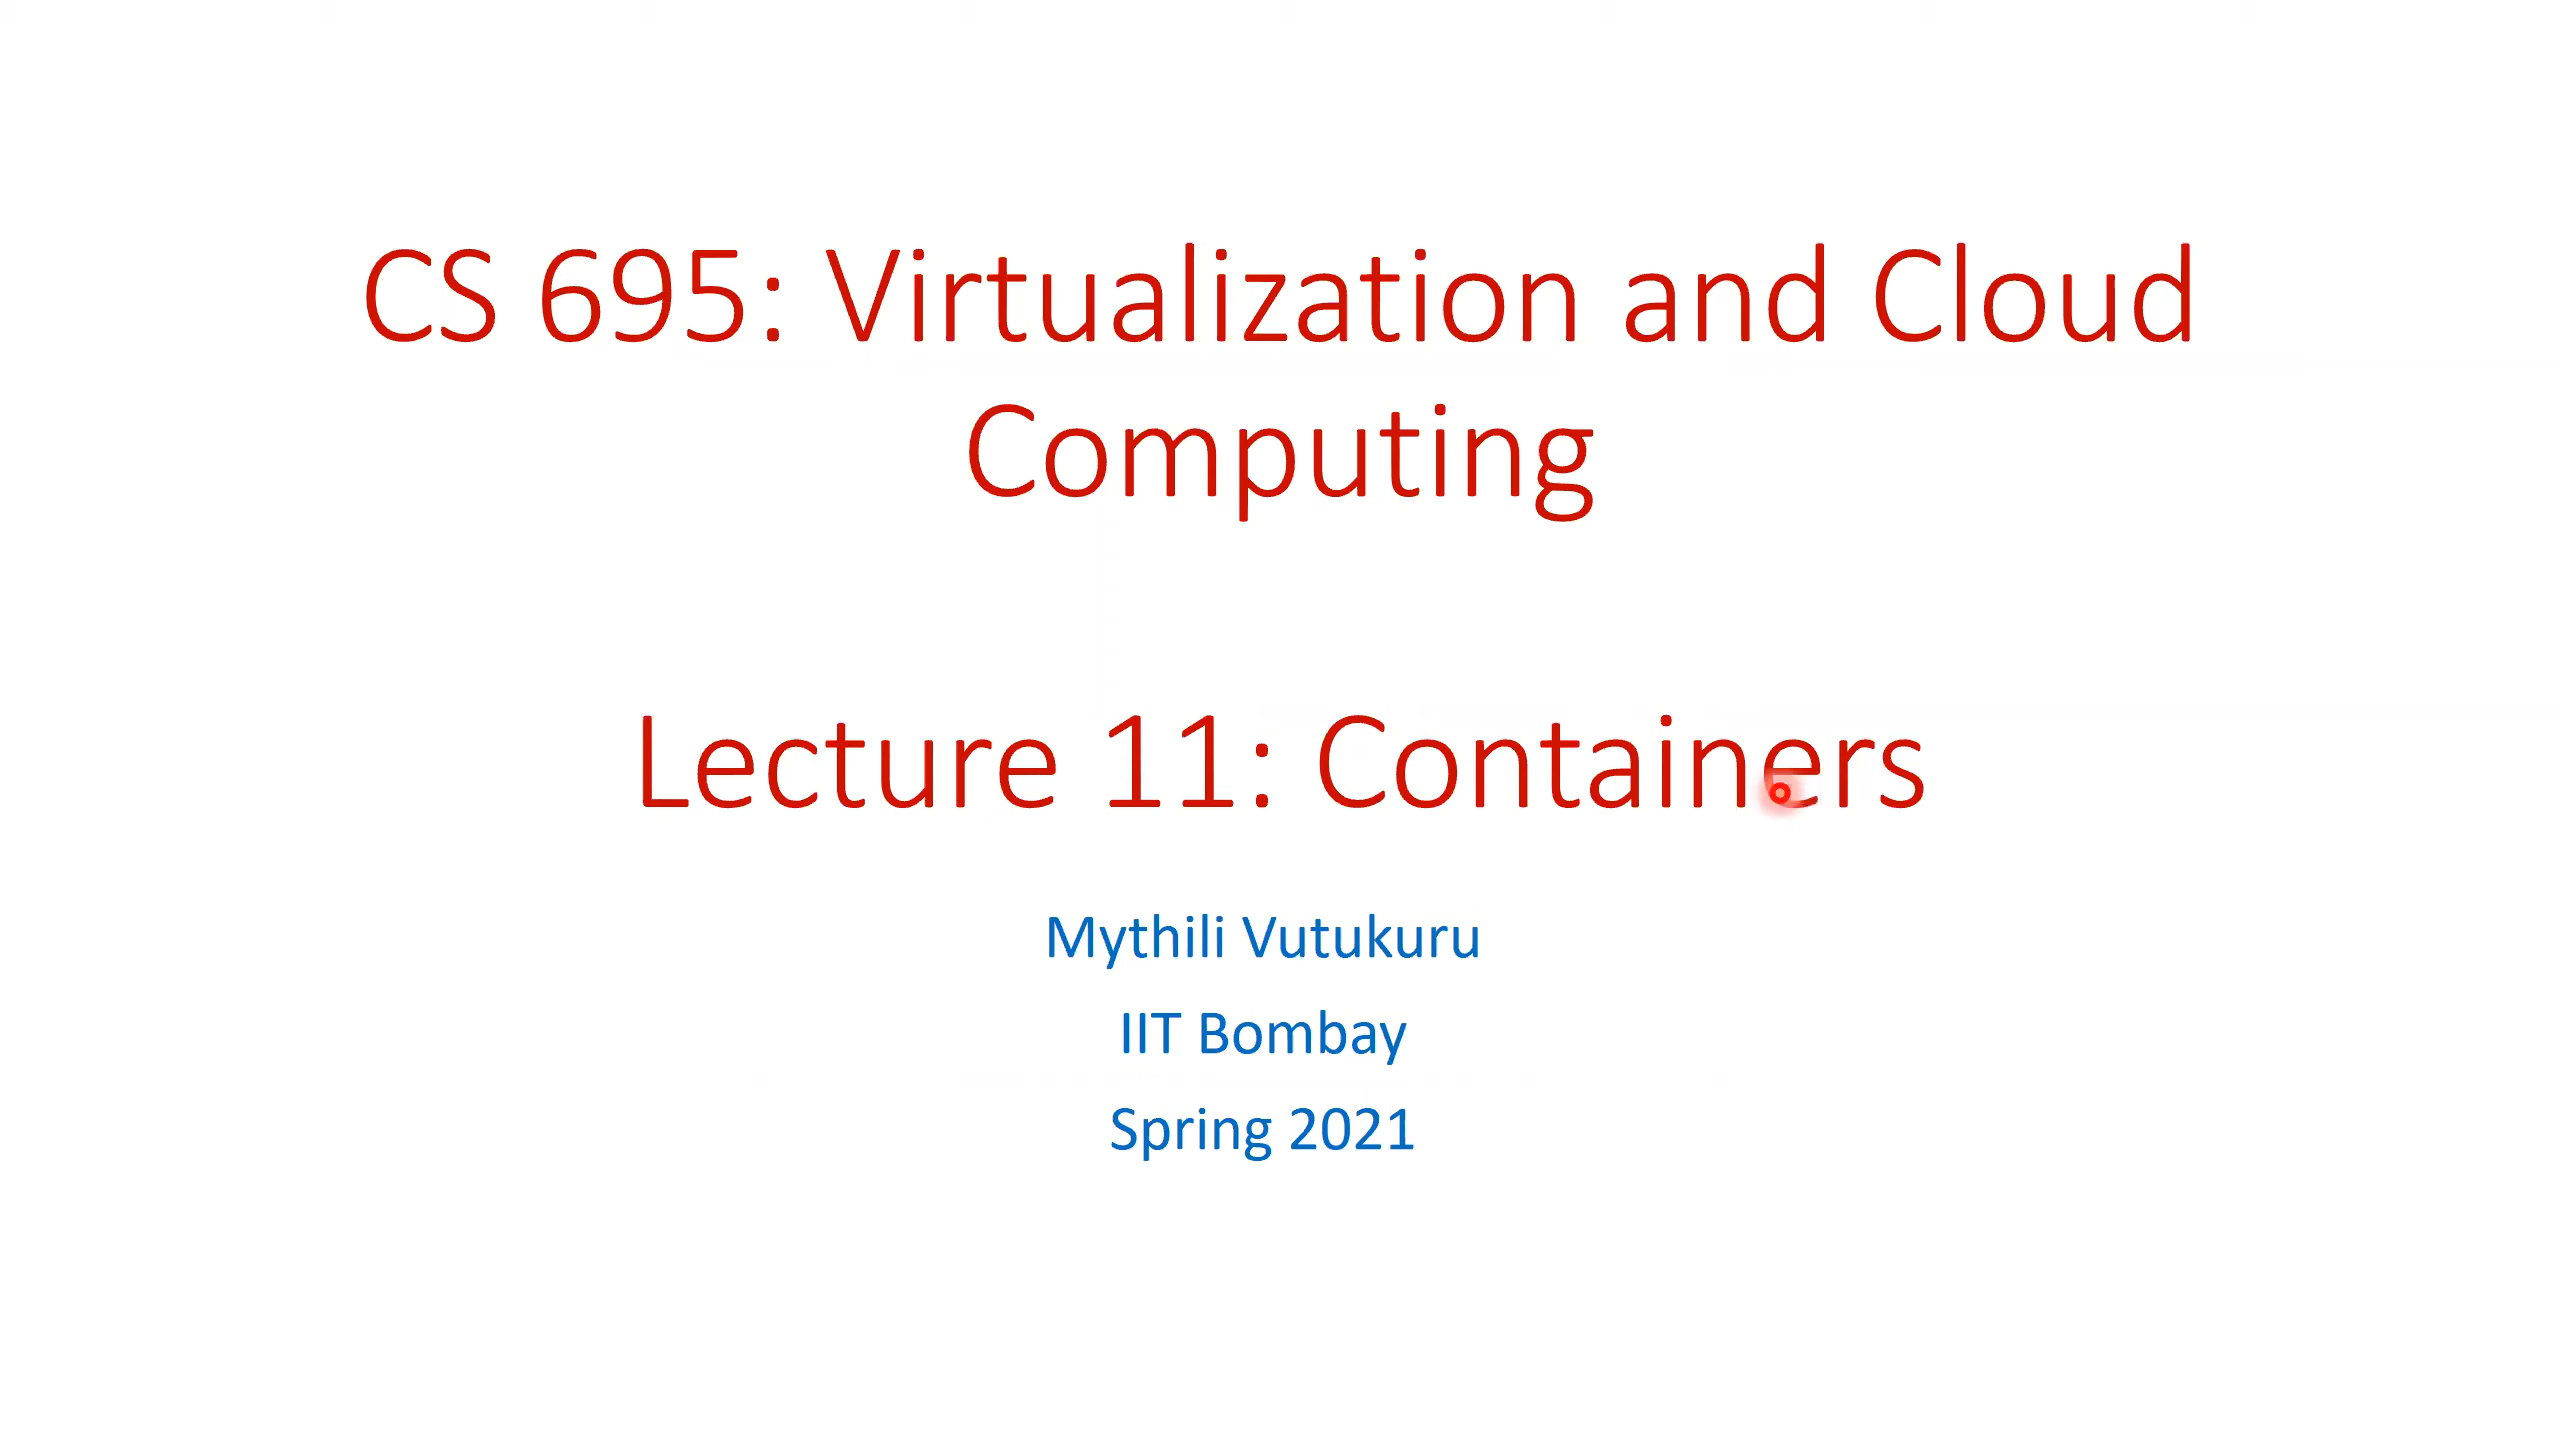 CS 695: Virtualization and Cloud
Computing
Lecture 11: Containers
Mythili Vutukuru
IIT Bombay
Spring 2021